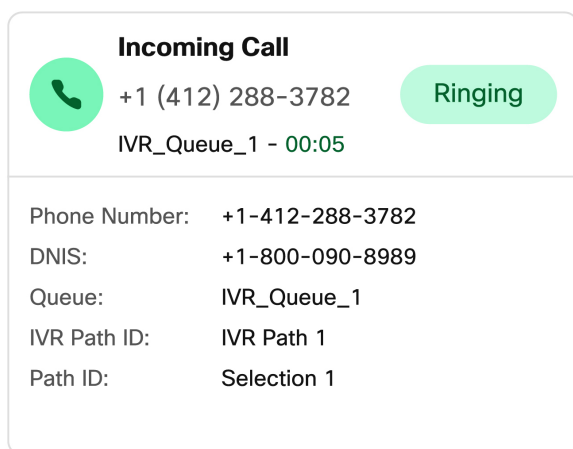 Incoming Call
+1 (412) 288-3782
Ringing
IVR_Queue_1 - 00:05
Phone Number: +1-412-288-3782
DNIS: +1-800-090-8989
Queue: IVR_Queue_1
IVR Path ID: IVR Path 1
Path ID: Selection 1